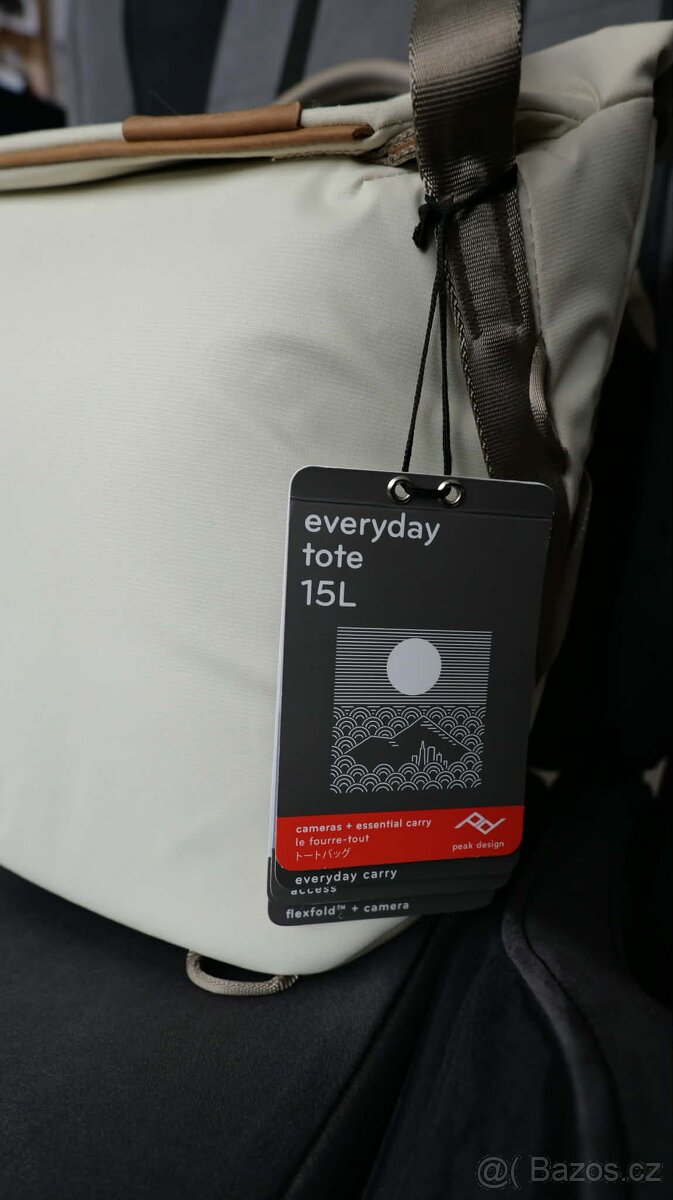 everyday
tote
15L
cameras + essential carry
le fourre-tout
トートバッグ
peak design
everyday carry
access
flexfold™ + camera
@( Bazos.cz